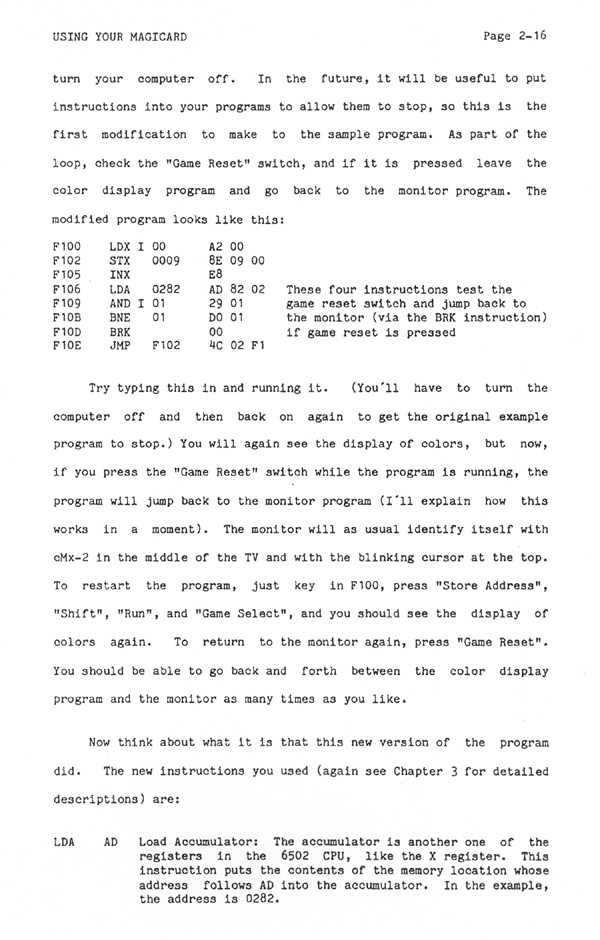 USING YOUR MAGICARD Page 2-16
turn your computer off. In the future, it will be useful to put
instructions into your programs to allow them to stop, so this is the
first modification to make to the sample program. As part of the
loop, check the "Game Reset" switch, and if it is pressed leave the
color display program and go back to the monitor program. The
modified program looks like this:
F100 LDX I 00 A2 00
F102 STX 0009 8E 09 00
F105 INX E8
F106 LDA 0282 AD 82 02 These four instructions test the
F109 AND I 01 29 01 game reset switch and jump back to
F10B BNE 01 D0 01 the monitor (via the BRK instruction)
F10D BRK 00 if game reset is pressed
F10E JMP F102 4C 02 F1
Try typing this in and running it. (You'll have to turn the
computer off and then back on again to get the original example
program to stop.) You will again see the display of colors, but now,
if you press the "Game Reset" switch while the program is running, the
program will jump back to the monitor program (I'll explain how this
works in a moment). The monitor will as usual identify itself with
cMx-2 in the middle of the TV and with the blinking cursor at the top.
To restart the program, just key in F100, press "Store Address",
"Shift", "Run", and "Game Select", and you should see the display of
colors again. To return to the monitor again, press "Game Reset".
You should be able to go back and forth between the color display
program and the monitor as many times as you like.
Now think about what it is that this new version of the program
did. The new instructions you used (again see Chapter 3 for detailed
descriptions) are:
LDA AD Load Accumulator: The accumulator is another one of the
registers in the 6502 CPU, like the X register. This
instruction puts the contents of the memory location whose
address follows AD into the accumulator. In the example,
the address is 0282.